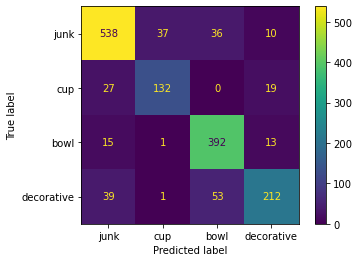 junk 538 37 36 10
cup 27 132 0 19
bowl 15 1 392 13
decorative 39 1 53 212
junk cup bowl decorative
Predicted label
True label
500
400
300
200
100
0